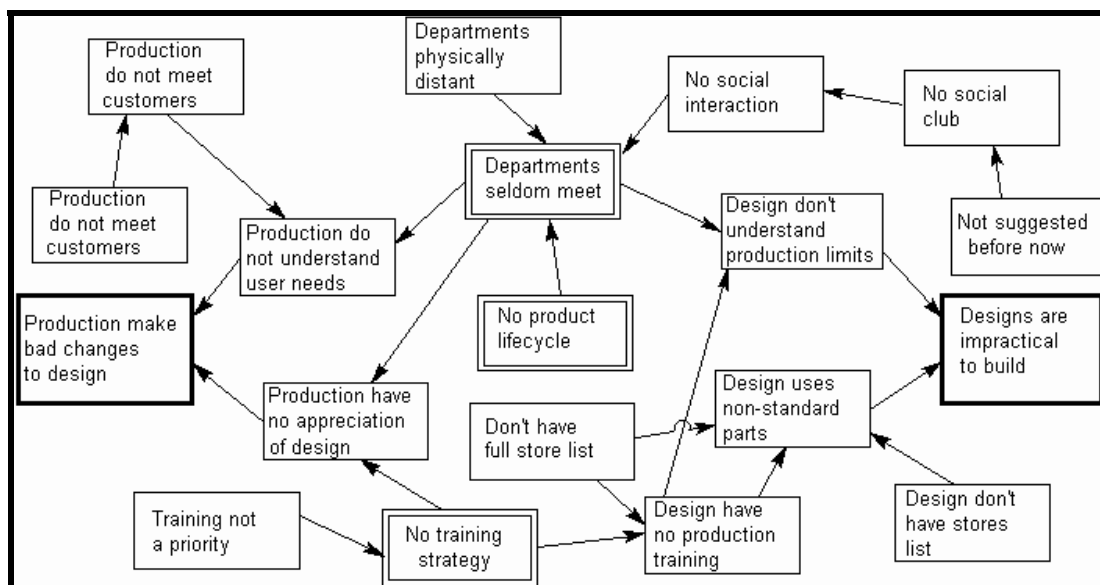 Production
do not meet
customers
Departments
physically
distant
No social
interaction
No social
club
Production
do not meet
customers
Departments
seldom meet
Production do
not understand
user needs
Design don't
understand
production limits
Not suggested
before now
Production make
bad changes
to design
No product
lifecycle
Designs are
impractical
to build
Production have
no appreciation
of design
Don't have
full store list
Design uses
non-standard
parts
Training not
a priority
No training
strategy
Design have
no production
training
Design don't
have stores
list